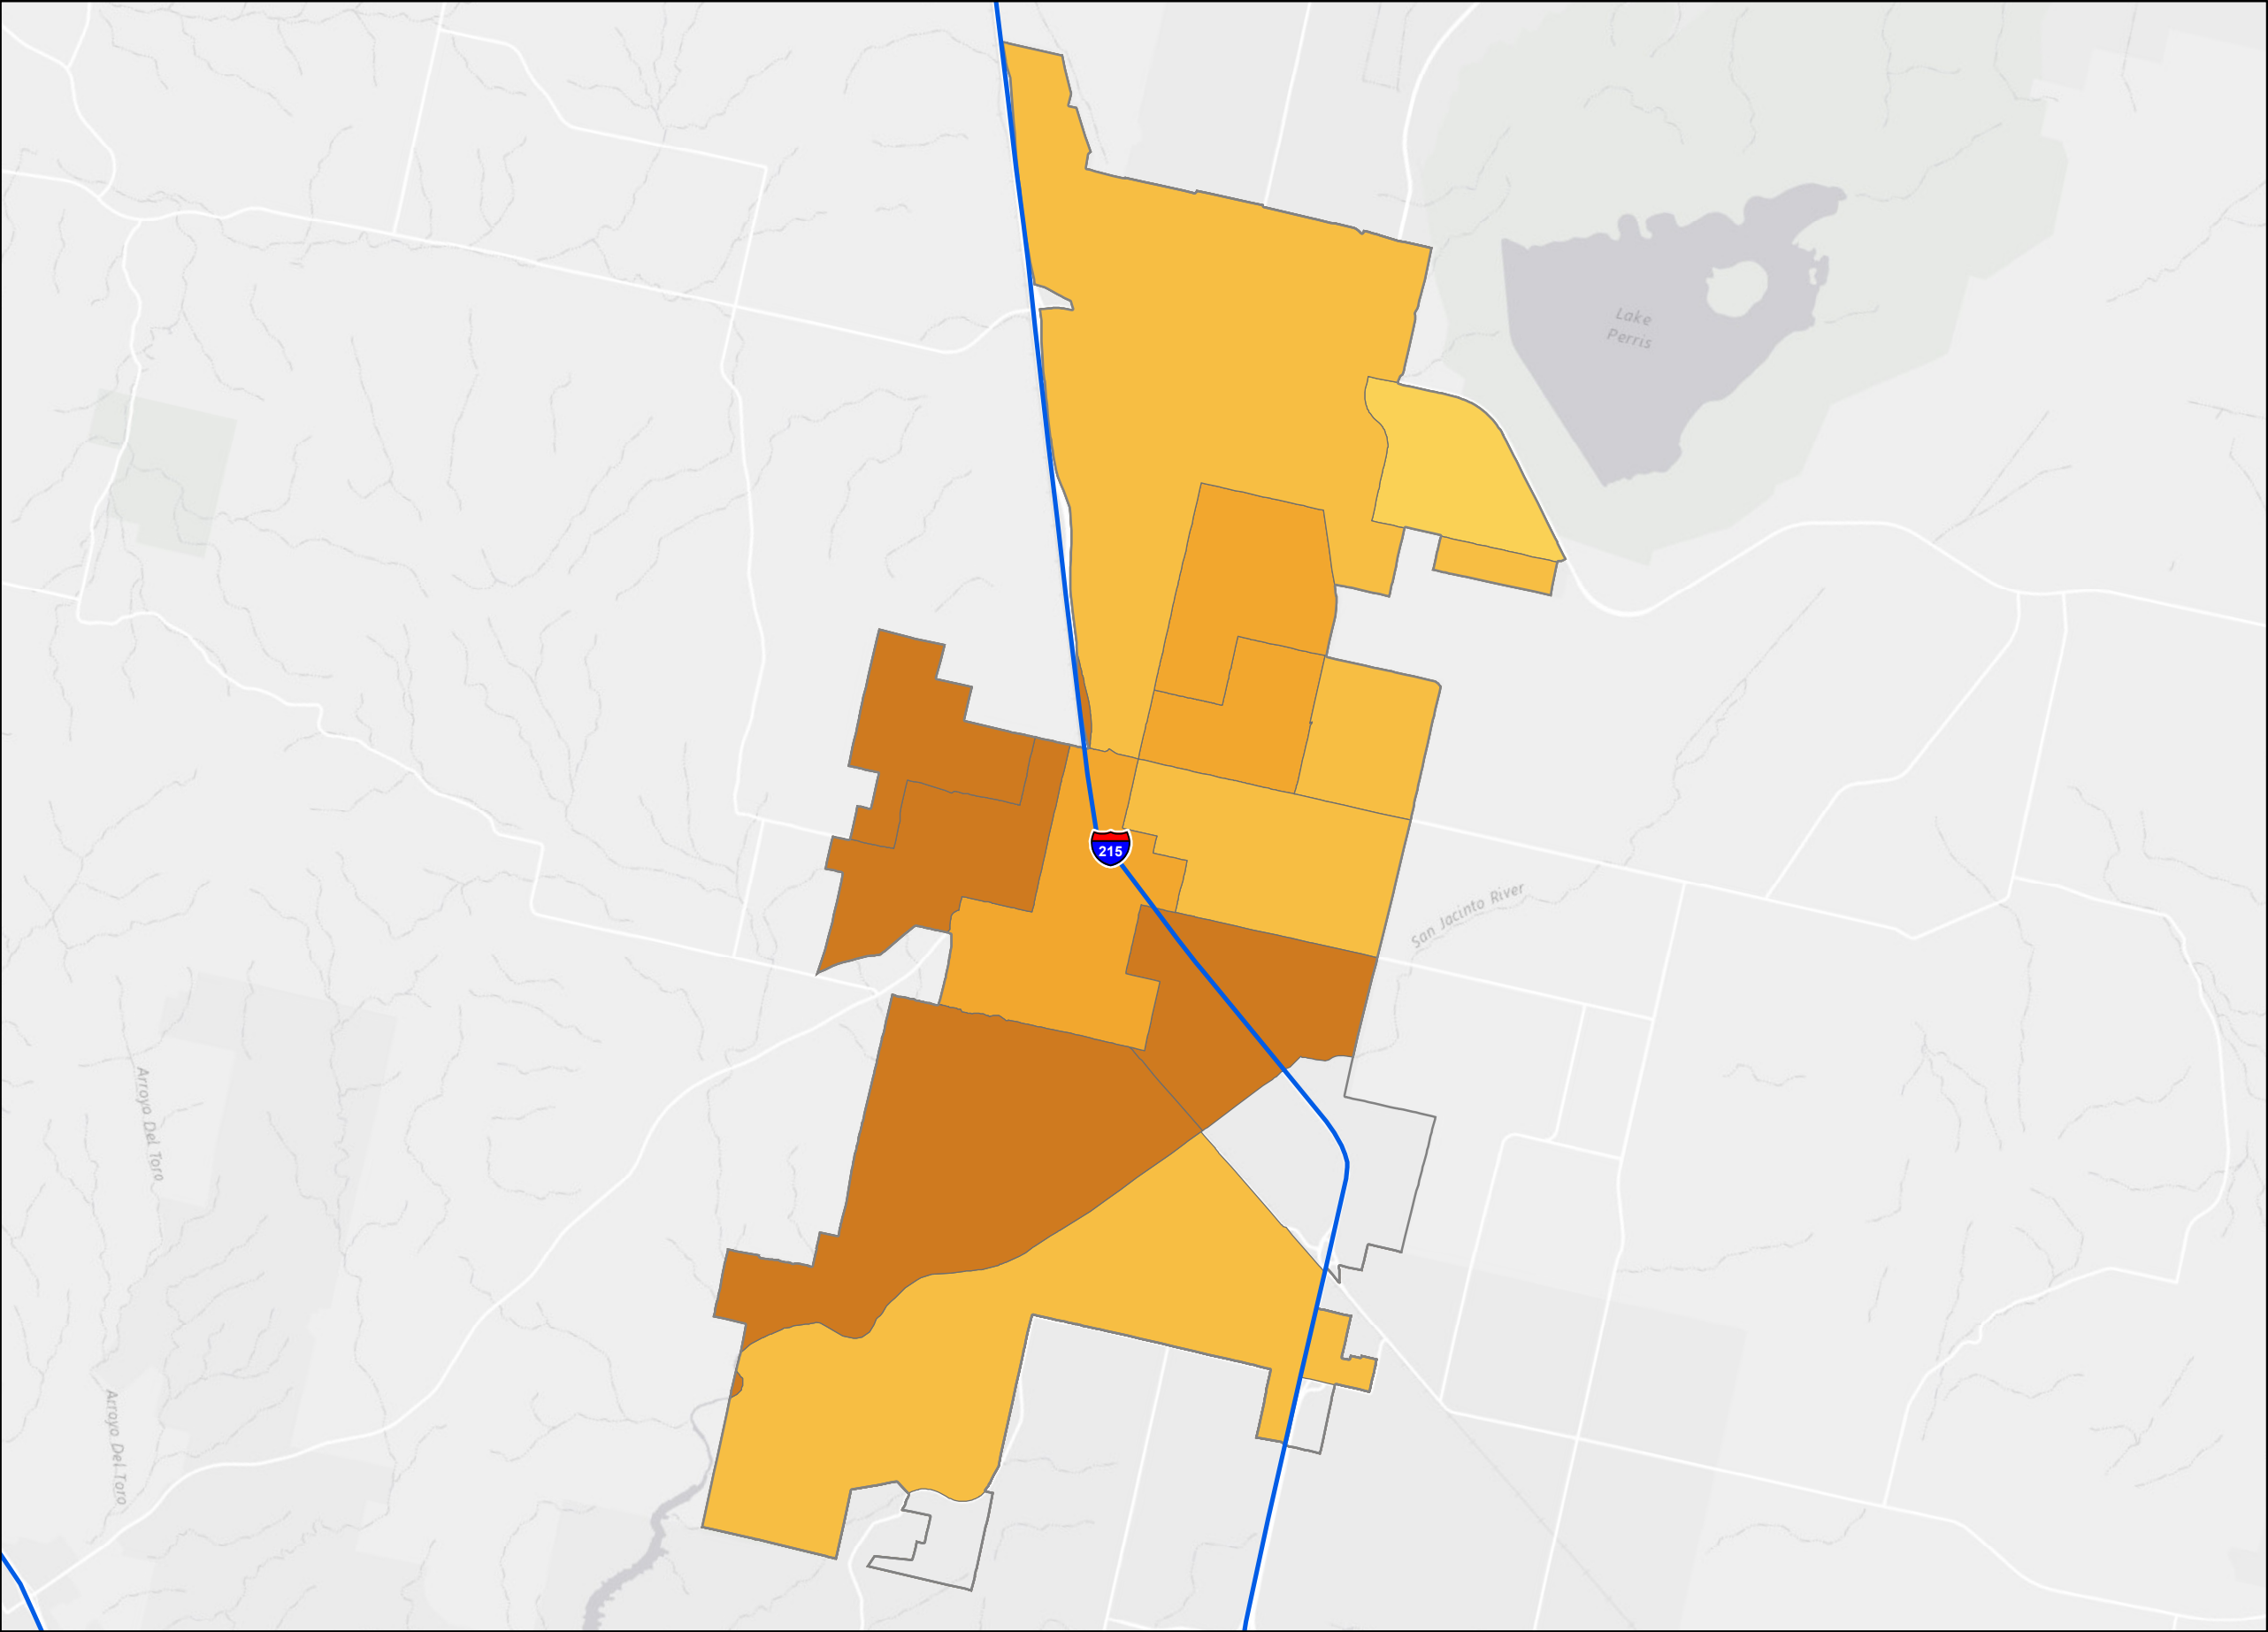 Lake
Perris
215
San Jacinto River
Arroyo Del Toro
Arroyo Del Toro